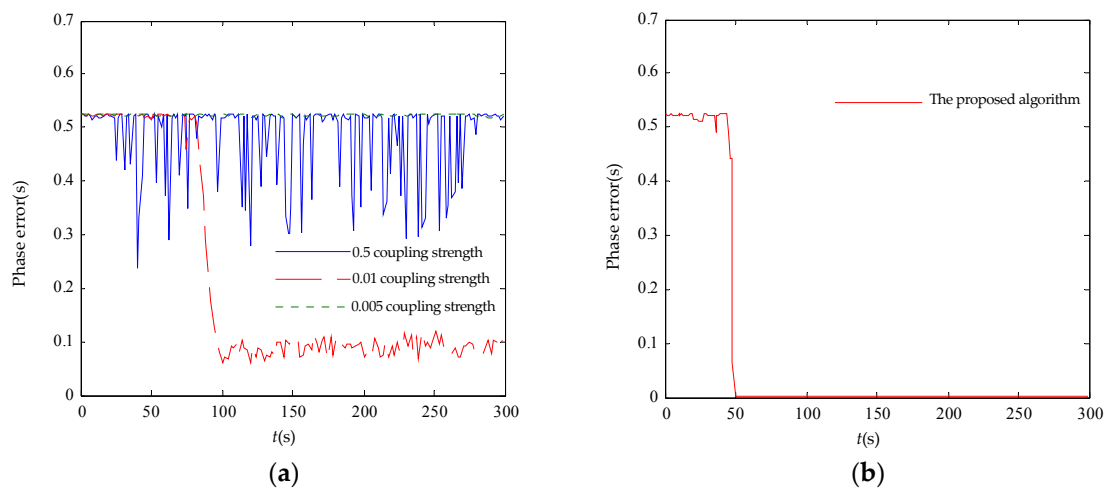 0.7
0.6
0.5
0.4
0.3
0.2
0.1
0
Phase error(s)
0.5 coupling strength
0.01 coupling strength
0.005 coupling strength
0 50 100 150 200 250 300
t(s)
(a)
0.7
0.6
0.5
0.4
0.3
0.2
0.1
0
Phase error(s)
The proposed algorithm
0 50 100 150 200 250 300
t(s)
(b)